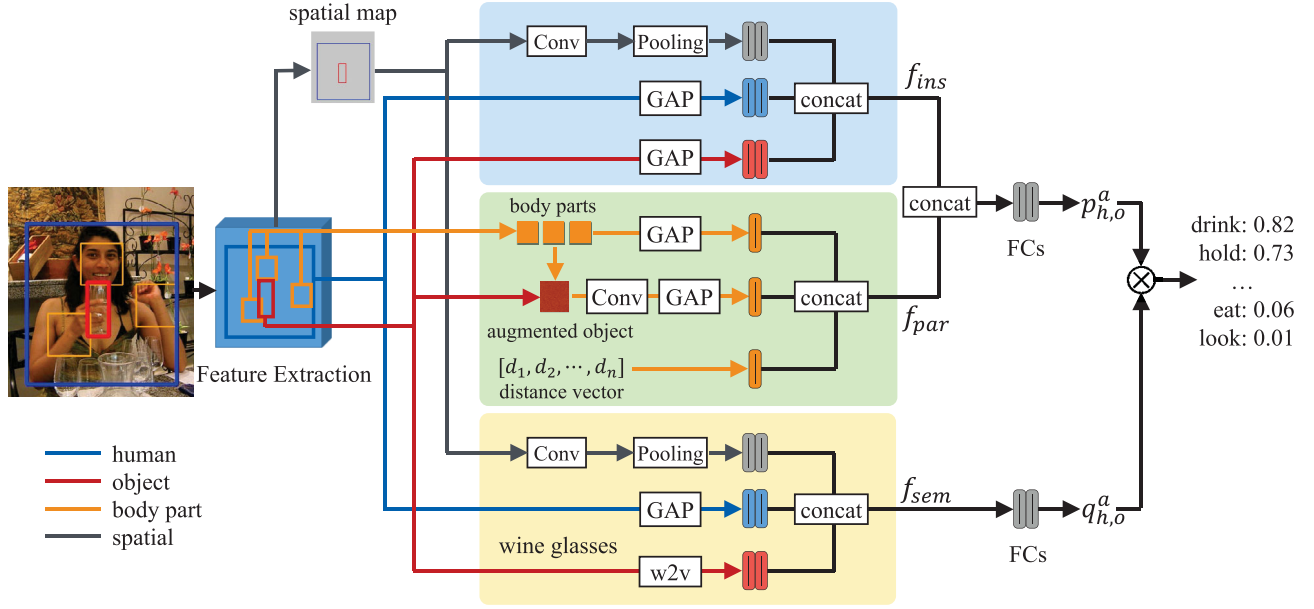 spatial map
Conv
Pooling
GAP
concat
f_ins
GAP
body parts
GAP
concat
FCs
p^a_{h,o}
drink: 0.82
hold: 0.73
...
eat: 0.06
look: 0.01
Conv
GAP
concat
augmented object
f_par
[d_1, d_2, ⋯, d_n]
distance vector
Feature Extraction
human
object
body part
spatial
Conv
Pooling
GAP
concat
f_sem
FCs
q^a_{h,o}
wine glasses
w2v